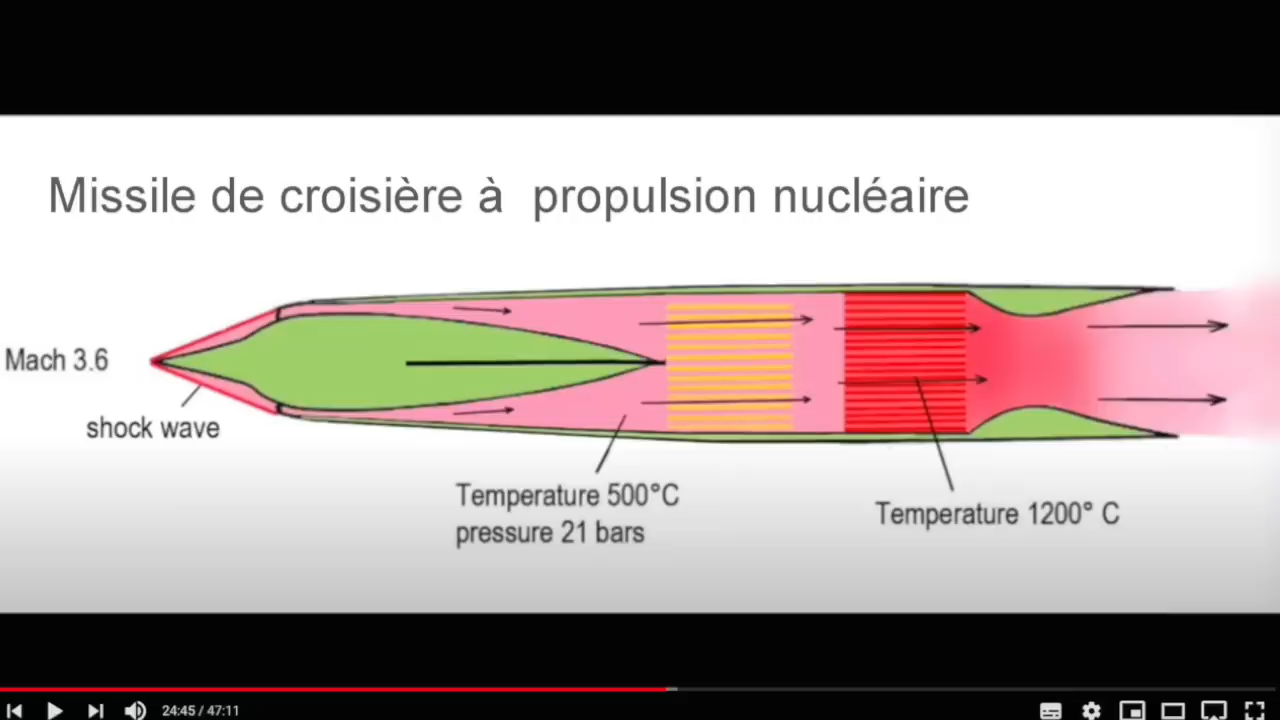 Missile de croisière à propulsion nucléaire
Mach 3.6
shock wave
Temperature 500°C
pressure 21 bars
Temperature 1200° C
24:45 / 47:11